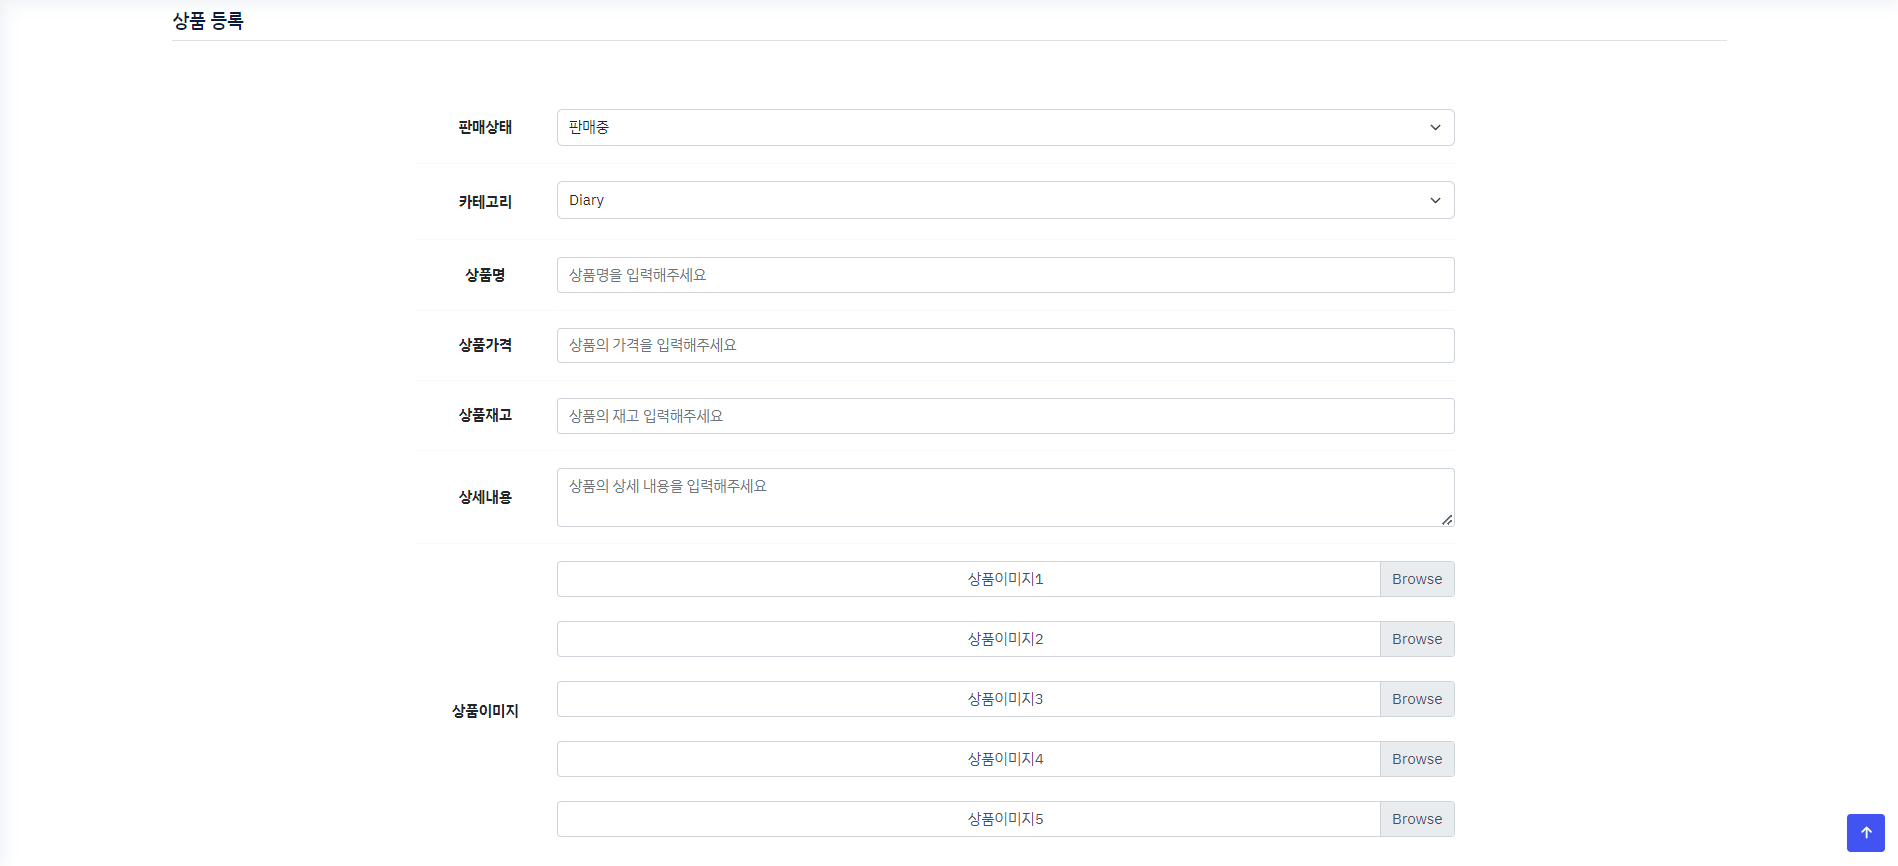 상품 등록
판매상태 판매중
카테고리 Diary
상품명 상품명을 입력해주세요
상품가격 상품의 가격을 입력해주세요
상품재고 상품의 재고 입력해주세요
상세내용 상품의 상세 내용을 입력해주세요
상품이미지1 Browse
상품이미지2 Browse
상품이미지 상품이미지3 Browse
상품이미지4 Browse
상품이미지5 Browse